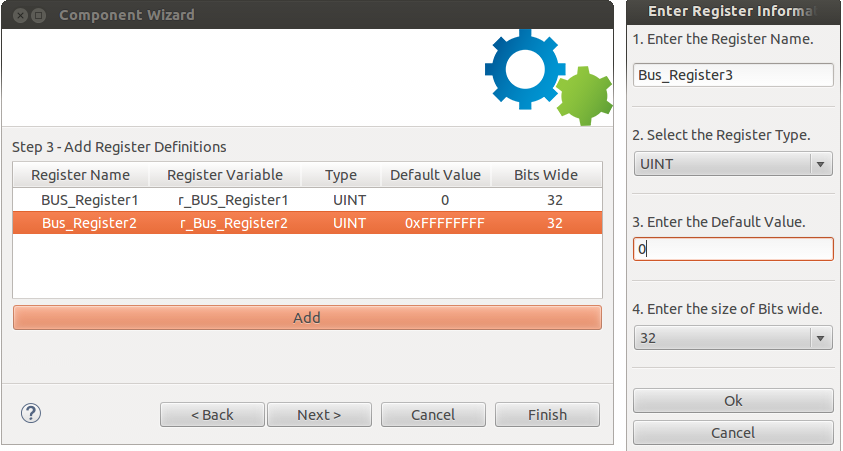 Component Wizard
Step 3 - Add Register Definitions
Register Name Register Variable Type Default Value Bits Wide
BUS_Register1 r_BUS_Register1 UINT 0 32
Bus_Register2 r_Bus_Register2 UINT 0xFFFFFFFF 32
Add
?
< Back Next > Cancel Finish
Enter Register Informa
1. Enter the Register Name.
Bus_Register3
2. Select the Register Type.
UINT
3. Enter the Default Value.
0
4. Enter the size of Bits wide.
32
Ok
Cancel